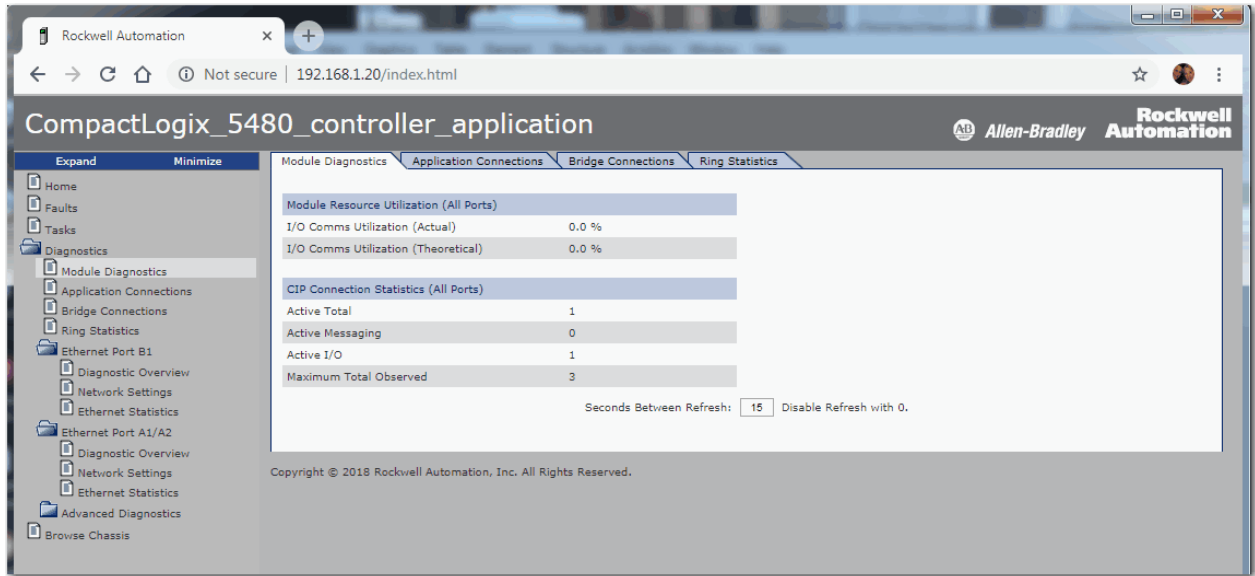 Rockwell Automation
Not secure | 192.168.1.20/index.html
CompactLogix_5480_controller_application
AB Allen-Bradley
Rockwell
Automation
Expand Minimize
Home
Faults
Tasks
Diagnostics
Module Diagnostics
Application Connections
Bridge Connections
Ring Statistics
Ethernet Port B1
Diagnostic Overview
Network Settings
Ethernet Statistics
Ethernet Port A1/A2
Diagnostic Overview
Network Settings
Ethernet Statistics
Advanced Diagnostics
Browse Chassis
Module Diagnostics Application Connections Bridge Connections Ring Statistics
Module Resource Utilization (All Ports)
I/O Comms Utilization (Actual) 0.0 %
I/O Comms Utilization (Theoretical) 0.0 %
CIP Connection Statistics (All Ports)
Active Total 1
Active Messaging 0
Active I/O 1
Maximum Total Observed 3
Seconds Between Refresh: 15 Disable Refresh with 0.
Copyright © 2018 Rockwell Automation, Inc. All Rights Reserved.